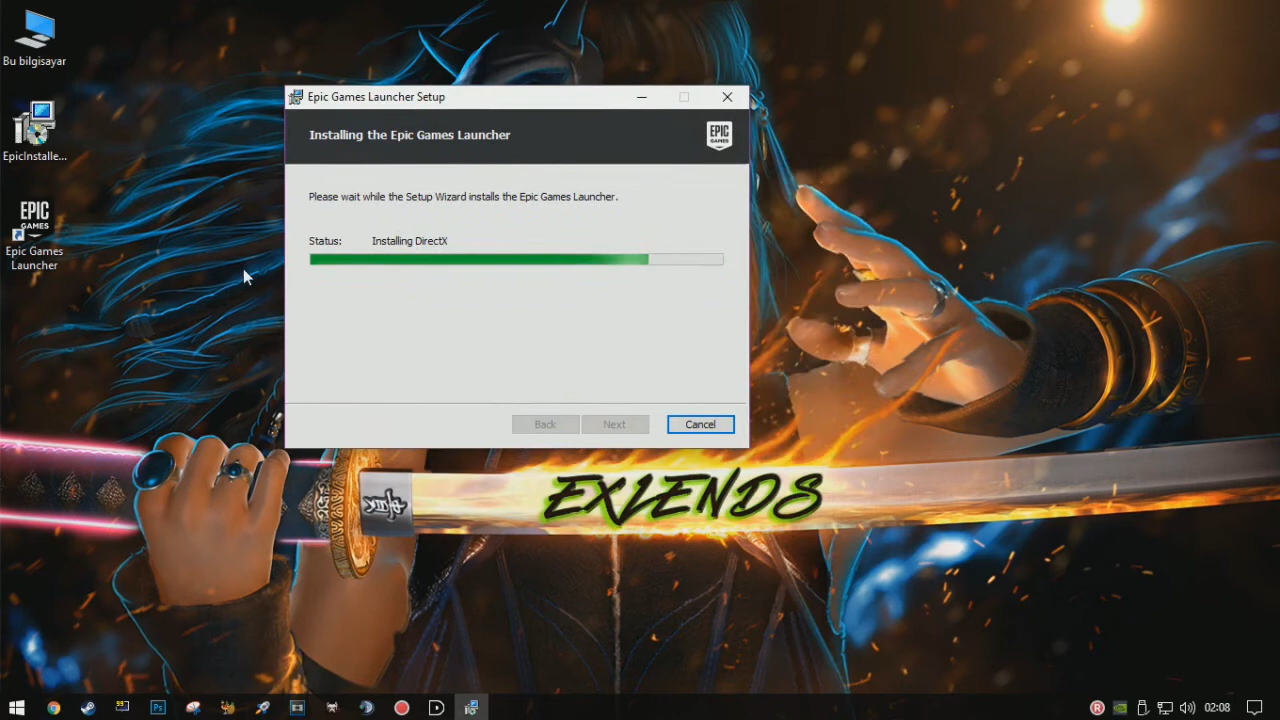 Bu bilgisayar
EpicInstalle...
EPIC
GAMES
Epic Games
Launcher
Epic Games Launcher Setup
Installing the Epic Games Launcher
EPIC
GAMES
Please wait while the Setup Wizard installs the Epic Games Launcher.
Status: Installing DirectX
Back Next Cancel
EXLENDS
Ps
R
02:08